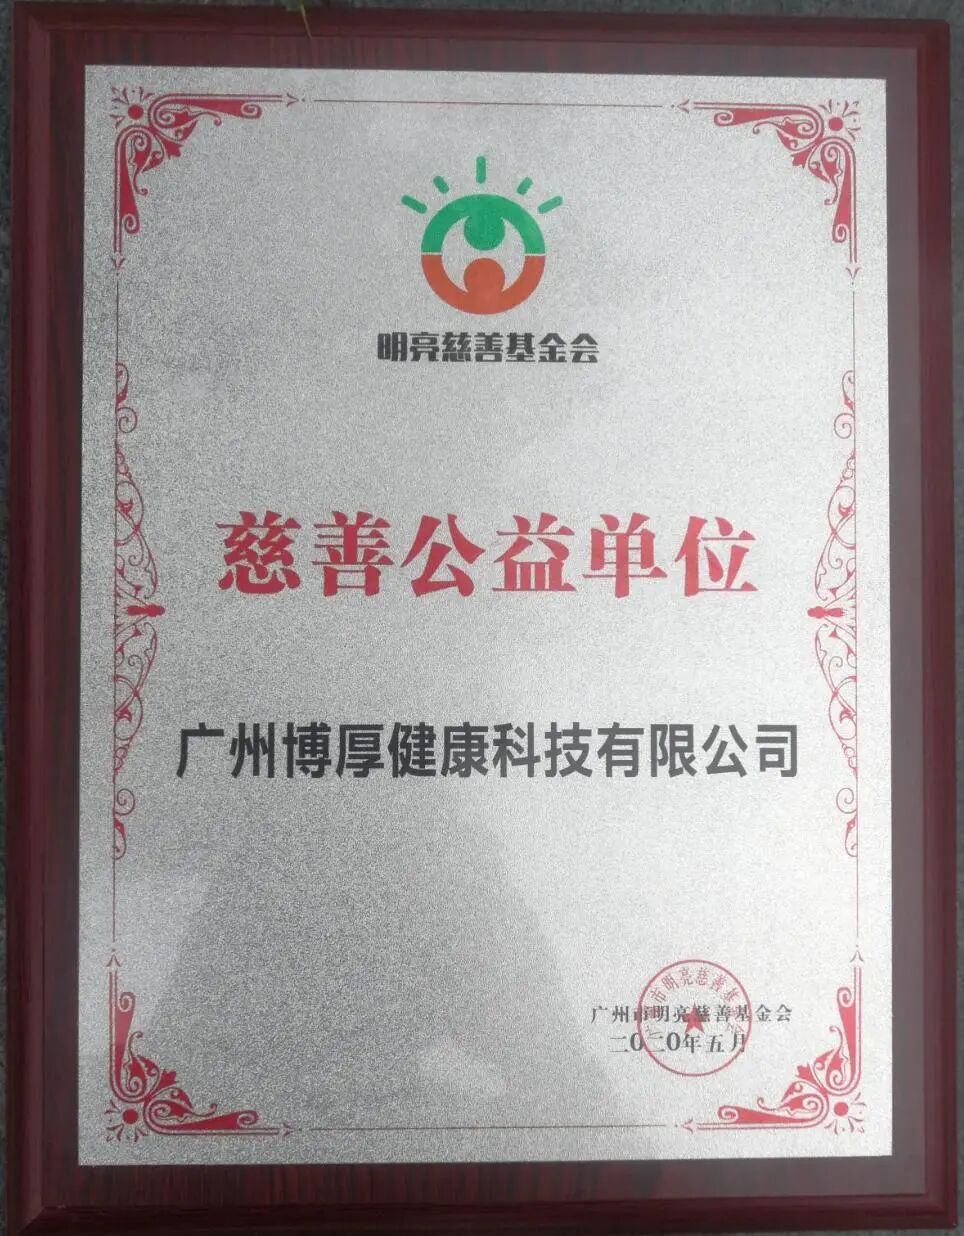 明亮慈善基金会
慈善公益单位
广州博厚健康科技有限公司
广州市明亮慈善基金会
二0二0年五月